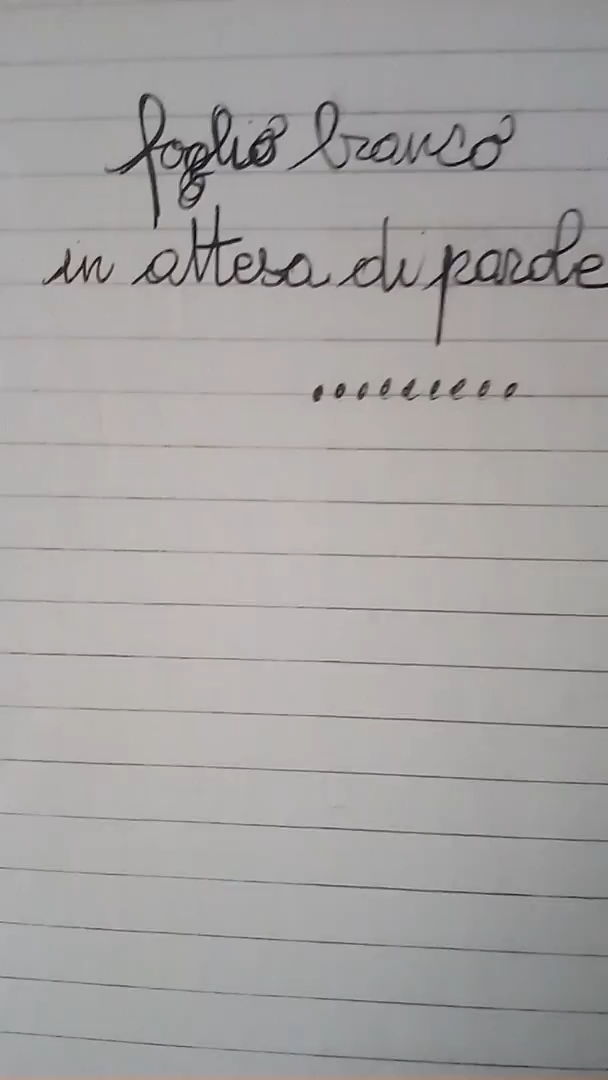 foglio bianco
in attesa di parole
.........